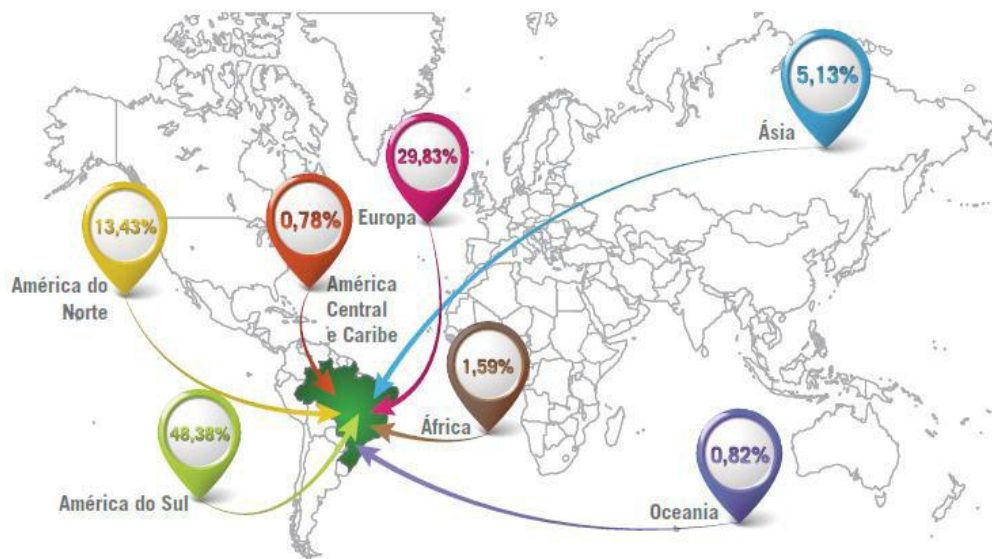 5,13%
Ásia
29,83%
Europa
13,43%
América do
Norte
0,78%
América
Central
e Caribe
1,59%
África
48,38%
América do Sul
0,82%
Oceania